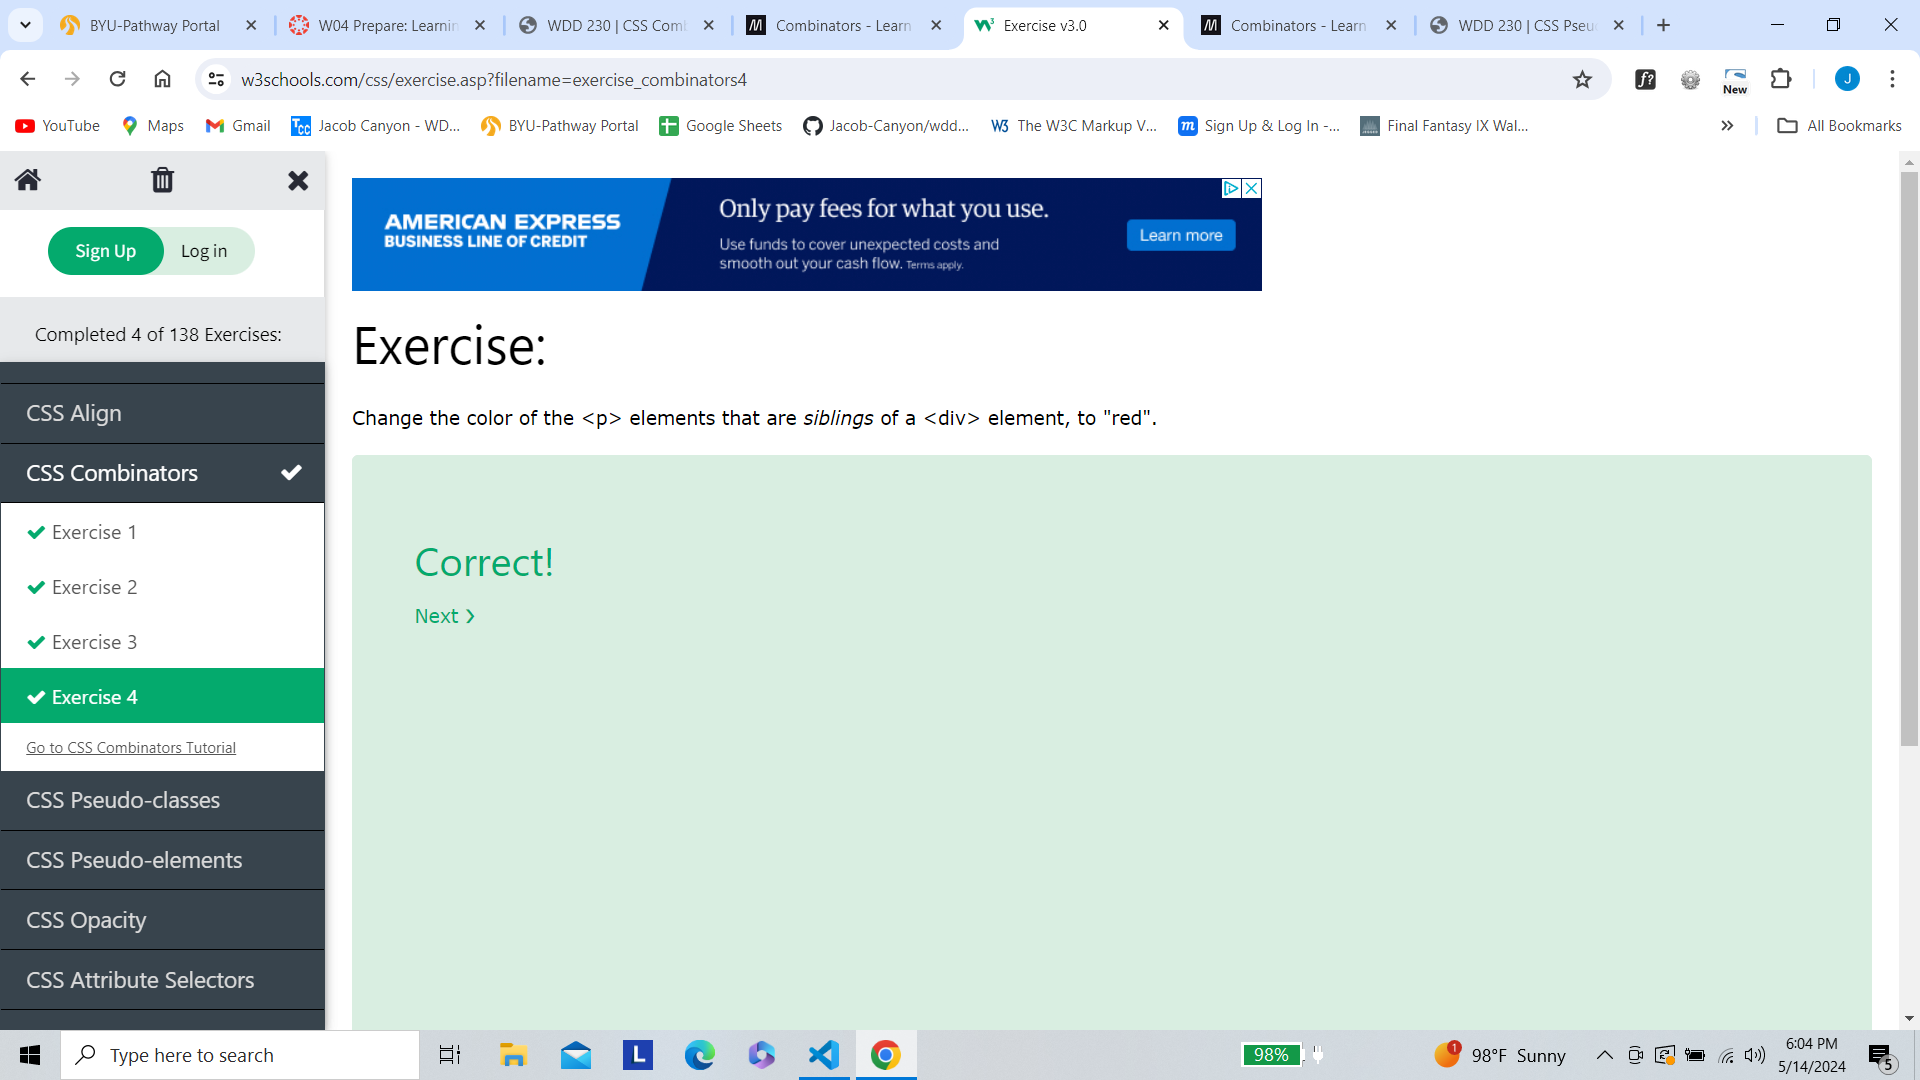 BYU-Pathway Portal
W04 Prepare: Learnin
WDD 230 | CSS Comb
Combinators - Learn
Exercise v3.0
Combinators - Learn
WDD 230 | CSS Pseu
w3schools.com/css/exercise.asp?filename=exercise_combinators4
f?
New
J
YouTube
Maps
Gmail
Tcc Jacob Canyon - WD...
BYU-Pathway Portal
Google Sheets
Jacob-Canyon/wdd...
W3 The W3C Markup V...
m Sign Up & Log In -...
Final Fantasy IX Wal...
All Bookmarks
Sign Up
Log in
Completed 4 of 138 Exercises:
CSS Align
CSS Combinators
Exercise 1
Exercise 2
Exercise 3
Exercise 4
Go to CSS Combinators Tutorial
CSS Pseudo-classes
CSS Pseudo-elements
CSS Opacity
CSS Attribute Selectors
AMERICAN EXPRESS
BUSINESS LINE OF CREDIT
Only pay fees for what you use.
Use funds to cover unexpected costs and
smooth out your cash flow. Terms apply.
Learn more
Exercise:
Change the color of the <p> elements that are siblings of a <div> element, to "red".
Correct!
Next ❯
Type here to search
L
98%
1
98°F Sunny
6:04 PM
5/14/2024
5